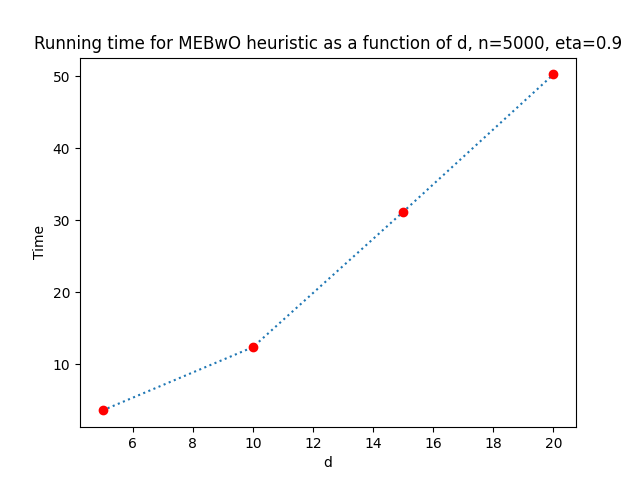 Running time for MEBwO heuristic as a function of d, n=5000, eta=0.9
50
40
30
20
10
Time
6 8 10 12 14 16 18 20
d